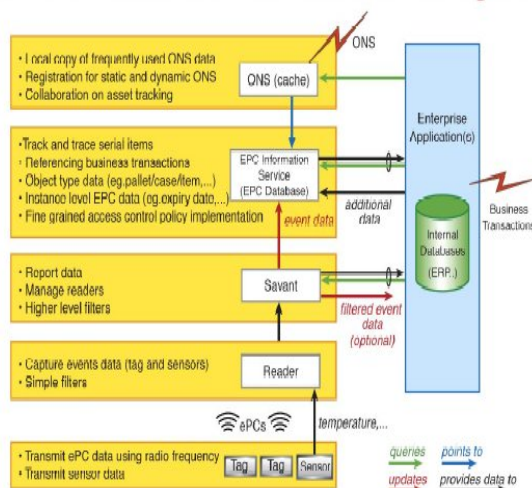 ONS
• Local copy of frequently used ONS data
• Registration for static and dynamic ONS
• Collaboration on asset tracking
ONS (cache)
Enterprise
Application(s)
•Track and trace serial items
• Referencing business transactions
• Object type data (eg.pallet/case/item,...)
• Instance level EPC data (eg.expiry date,...)
• Fine grained access control policy implementation
EPC Information
Service
(EPC Database)
event data
additional
data
Business
Transactions
Internal
Databases
(ERP..)
• Report data
• Manage readers
• Higher level filters
Savant
filtered event
data
(optional)
• Capture events data (tag and sensors)
• Simple filters
Reader
ePCs
temperature,...
• Transmit ePC data using radio frequency
• Transmit sensor data
Tag
Tag
Sensor
queries
points to
updates
provides data to